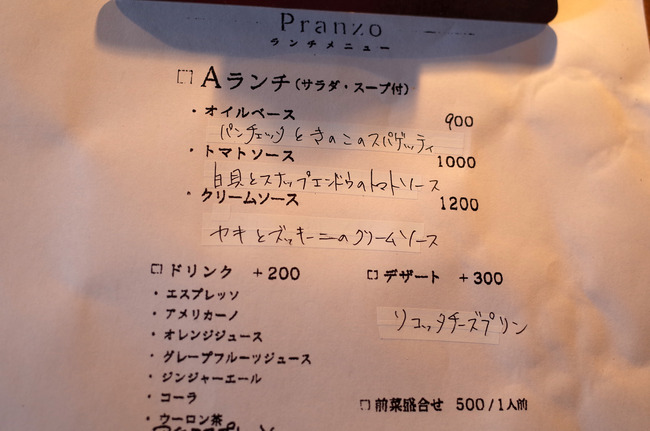 Pranzo
ランチメニュー
□ Aランチ(サラダ・スープ付)
・オイルベース 900
パンチェッタときのこのスパゲッティ
・トマトソース 1000
白貝とスナップエンドウのトマトソース
・クリームソース 1200
カキとズッキーニのクリームソース
□ ドリンク +200
・エスプレッソ
・アメリカーノ
・オレンジジュース
・グレープフルーツジュース
・ジンジャーエール
・コーラ
・ウーロン茶
□ デザート +300
リコッタチーズプリン
□ 前菜盛合せ 500/1人前